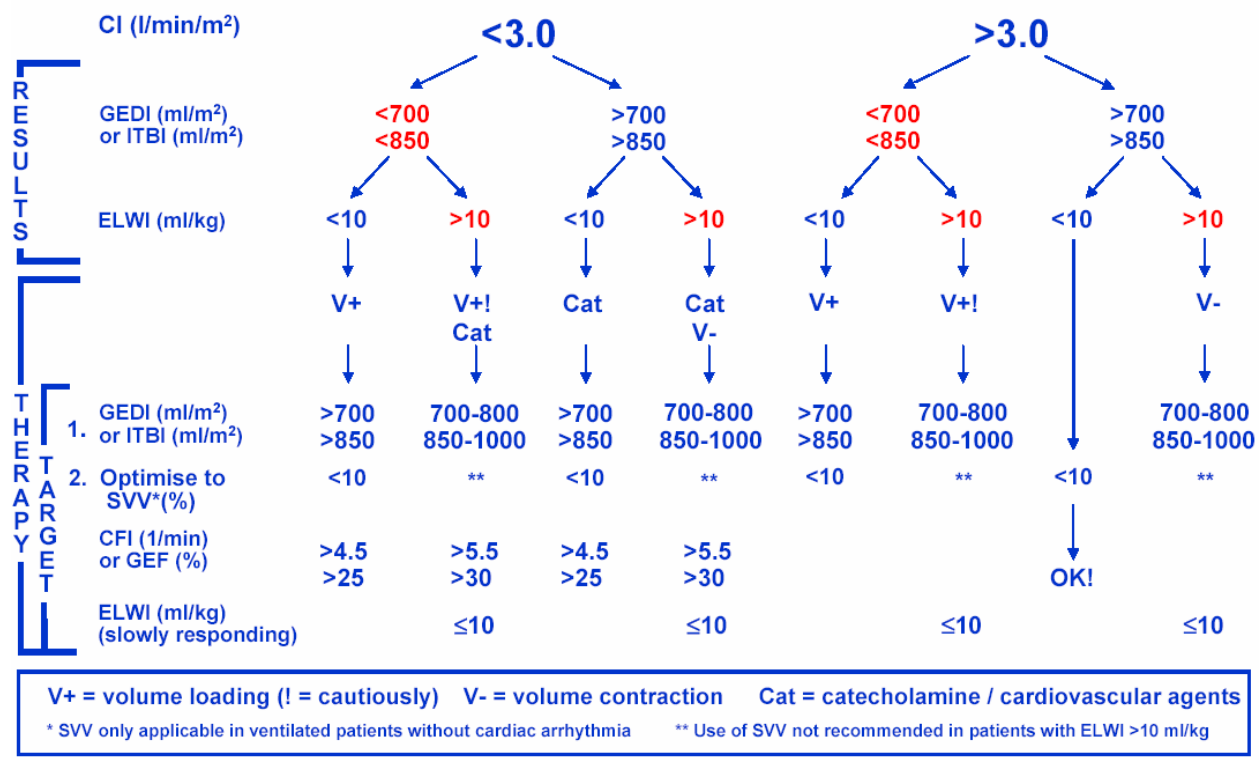 CI (l/min/m²) <3.0 >3.0
RESULTS
GEDI (ml/m²) <700 >700 <700 >700
or ITBI (ml/m²) <850 >850 <850 >850
ELWI (ml/kg) <10 >10 <10 >10 <10 >10 <10 >10
THERAPY
V+ V+! Cat Cat V+ V+! V-
Cat V-
TARGET
1. GEDI (ml/m²) >700 700-800 >700 700-800 >700 700-800 700-800
or ITBI (ml/m²) >850 850-1000 >850 850-1000 >850 850-1000 850-1000
2. Optimise to <10 ** <10 ** <10 ** <10 **
SVV*(%)
CFI (1/min) >4.5 >5.5 >4.5 >5.5
or GEF (%) >25 >30 >25 >30 OK!
ELWI (ml/kg) ≤10 ≤10 ≤10 ≤10
(slowly responding)
V+ = volume loading (! = cautiously) V- = volume contraction Cat = catecholamine / cardiovascular agents
* SVV only applicable in ventilated patients without cardiac arrhythmia ** Use of SVV not recommended in patients with ELWI >10 ml/kg